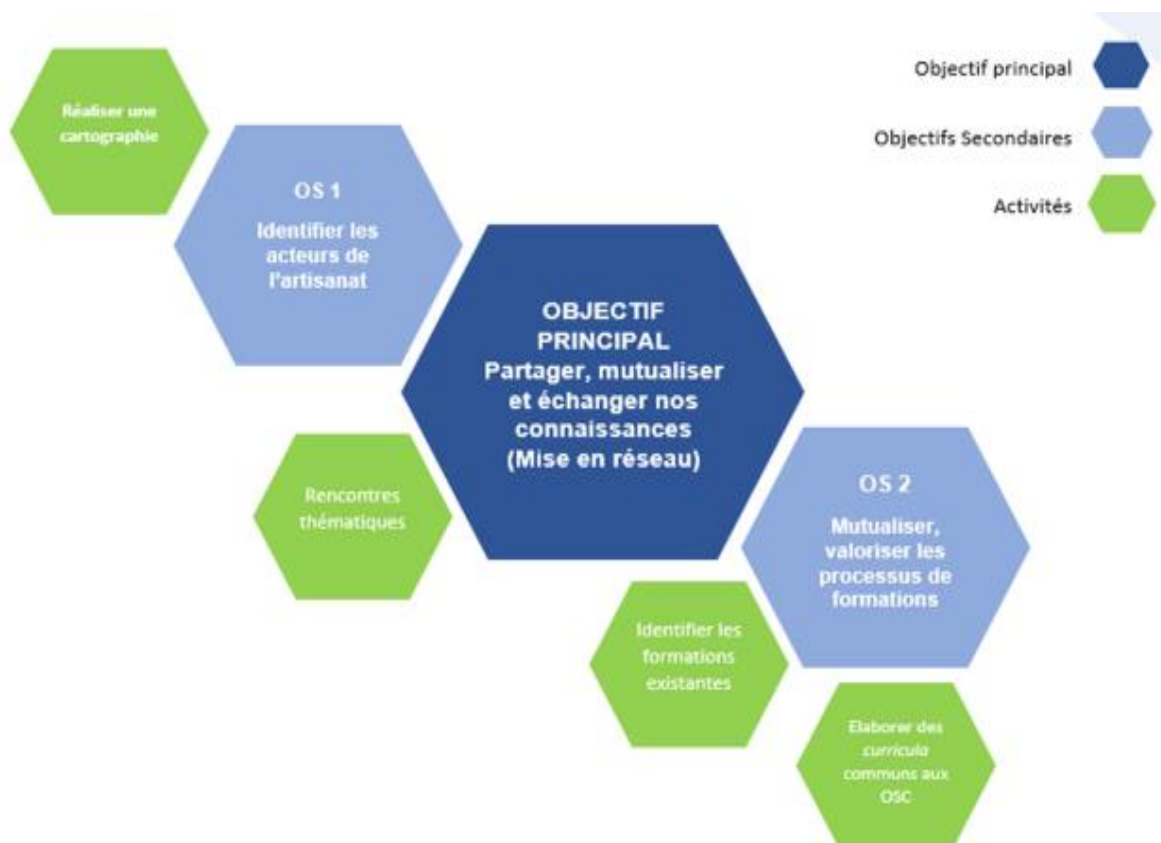 Objectif principal
Objectifs Secondaires
Activités
Réaliser une
cartographie
OS 1
Identifier les
acteurs de
l'artisanat
OBJECTIF
PRINCIPAL
Partager, mutualiser
et échanger nos
connaissances
(Mise en réseau)
Rencontres
thématiques
OS 2
Mutualiser,
valoriser les
processus de
formations
Identifier les
formations
existantes
Elaborer des
curricula
communs aux
OSC